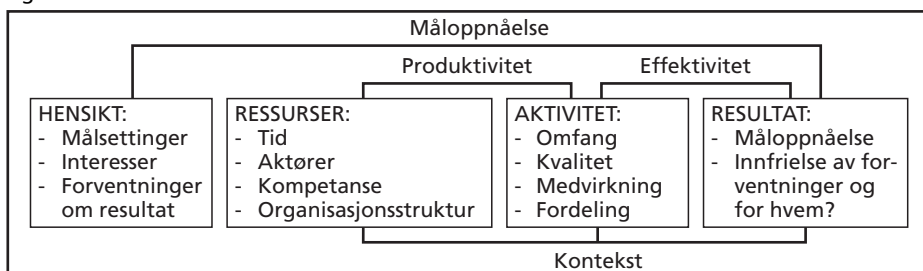 Måloppnåelse
Produktivitet
Effektivitet
HENSIKT:
- Målsettinger
- Interesser
- Forventninger
om resultat
RESSURSER:
- Tid
- Aktører
- Kompetanse
- Organisasjonsstruktur
AKTIVITET:
- Omfang
- Kvalitet
- Medvirkning
- Fordeling
RESULTAT:
- Måloppnåelse
- Innfrielse av for-
ventninger og
for hvem?
Kontekst